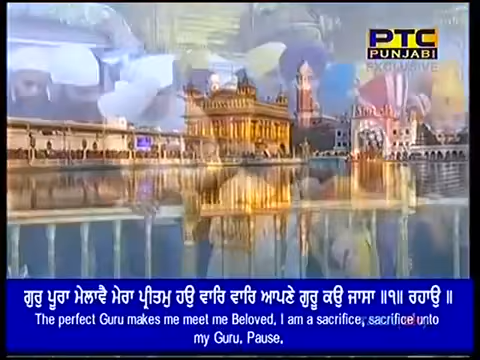 PTC
PUNJABI
EXCLUSIVE
ਗੁਰੁ ਪੂਰਾ ਮੇਲਾਵੈ ਮੇਰਾ ਪ੍ਰੀਤਮੁ ਹਉ ਵਾਰਿ ਵਾਰਿ ਆਪਣੇ ਗੁਰੂ ਕਉ ਜਾਸਾ ॥੧॥ ਰਹਾਉ ॥
The perfect Guru makes me meet me Beloved, I am a sacrifice, sacrifice unto
my Guru. Pause.